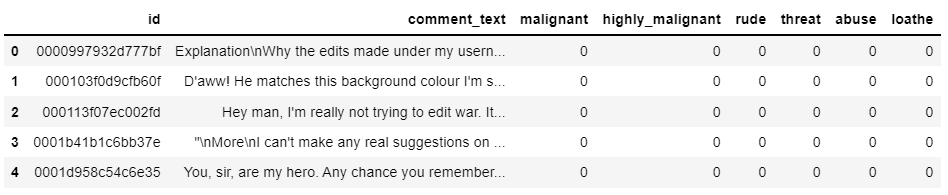 id comment_text malignant highly_malignant rude threat abuse loathe
0 0000997932d777bf Explanation\nWhy the edits made under my usern... 0 0 0 0 0 0
1 000103f0d9cfb60f D'aww! He matches this background colour I'm s... 0 0 0 0 0 0
2 000113f07ec002fd Hey man, I'm really not trying to edit war. It... 0 0 0 0 0 0
3 0001b41b1c6bb37e "\nMore\nI can't make any real suggestions on ... 0 0 0 0 0 0
4 0001d958c54c6e35 You, sir, are my hero. Any chance you remember... 0 0 0 0 0 0